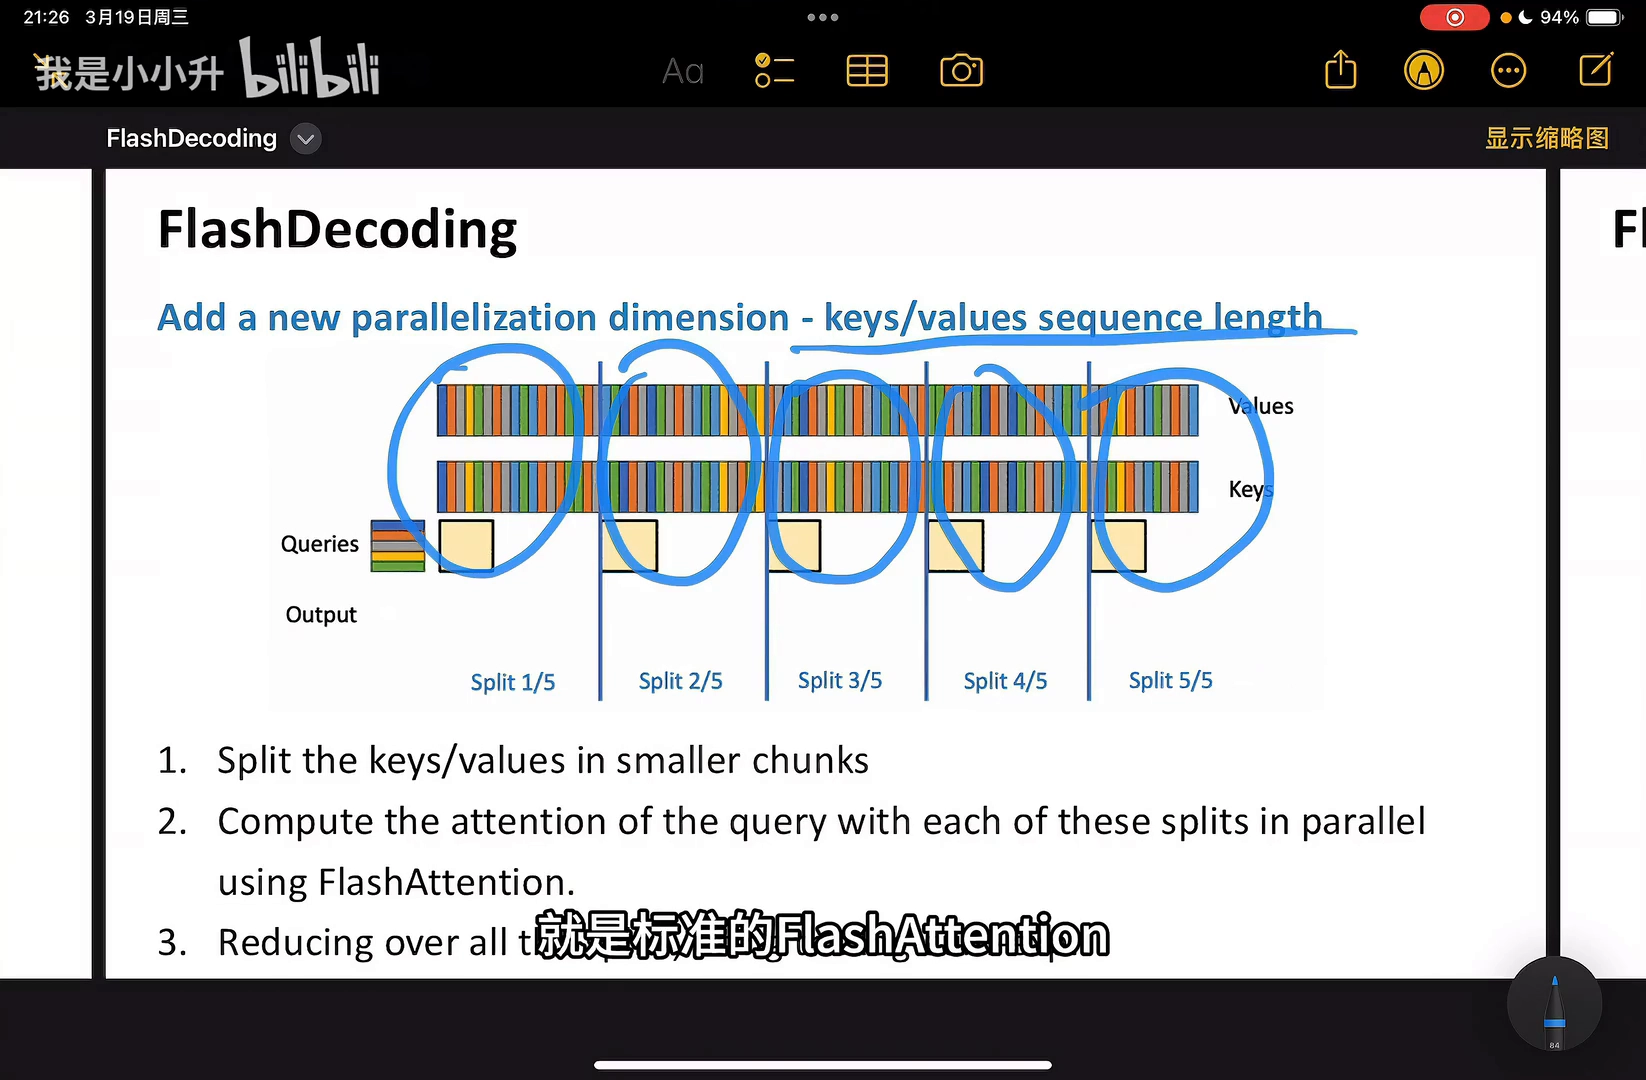 21:26 3月19日周三
94%
我是小小升 bilibili
Aa
FlashDecoding
显示缩略图
FlashDecoding
Fl
Add a new parallelization dimension - keys/values sequence length
Values
Keys
Queries
Output
Split 1/5
Split 2/5
Split 3/5
Split 4/5
Split 5/5
1. Split the keys/values in smaller chunks
2. Compute the attention of the query with each of these splits in parallel
using FlashAttention.
3. Reducing over all
就是标准的FlashAttention
84